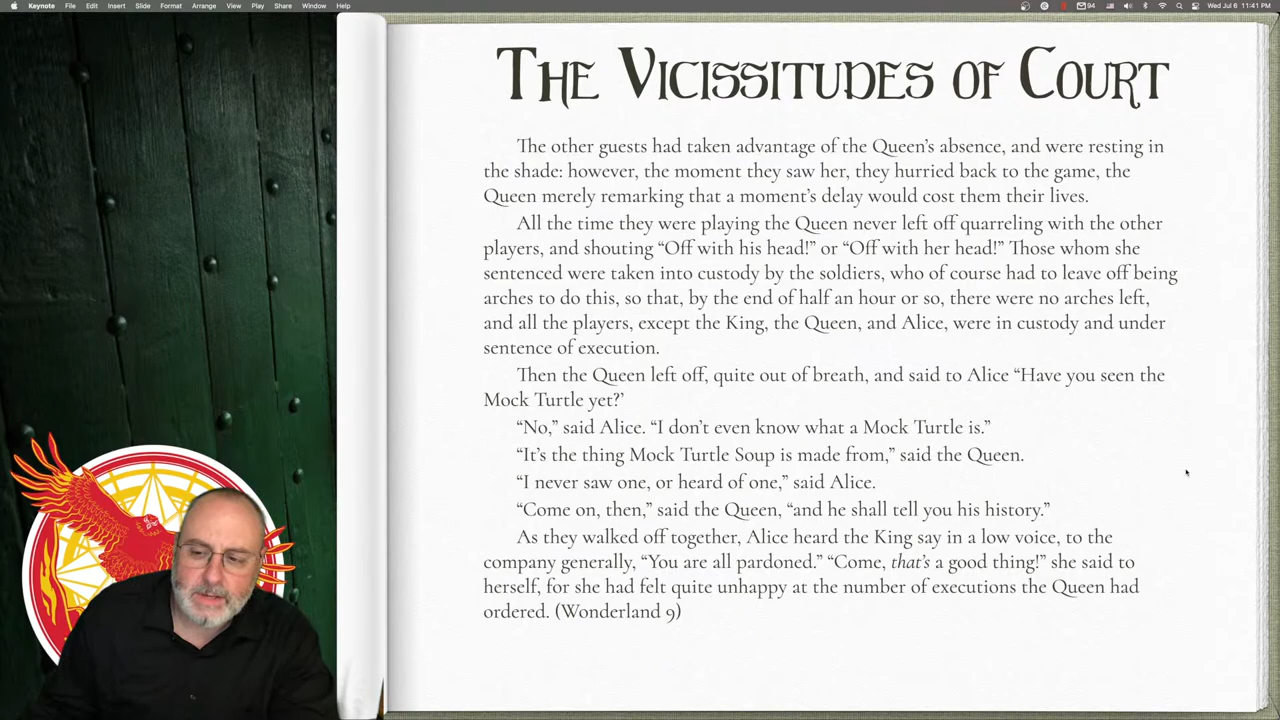 Keynote File Edit Insert Slide Format Arrange View Play Share Window Help
94 Wed Jul 6 11:41 PM
The Vicissitudes of Court
The other guests had taken advantage of the Queen’s absence, and were resting in
the shade: however, the moment they saw her, they hurried back to the game, the
Queen merely remarking that a moment’s delay would cost them their lives.
All the time they were playing the Queen never left off quarreling with the other
players, and shouting “Off with his head!” or “Off with her head!” Those whom she
sentenced were taken into custody by the soldiers, who of course had to leave off being
arches to do this, so that, by the end of half an hour or so, there were no arches left,
and all the players, except the King, the Queen, and Alice, were in custody and under
sentence of execution.
Then the Queen left off, quite out of breath, and said to Alice “Have you seen the
Mock Turtle yet?’
“No,” said Alice. “I don’t even know what a Mock Turtle is.”
“It’s the thing Mock Turtle Soup is made from,” said the Queen.
“I never saw one, or heard of one,” said Alice.
“Come on, then,” said the Queen, “and he shall tell you his history.”
As they walked off together, Alice heard the King say in a low voice, to the
company generally, “You are all pardoned.” “Come, that’s a good thing!” she said to
herself, for she had felt quite unhappy at the number of executions the Queen had
ordered. (Wonderland 9)